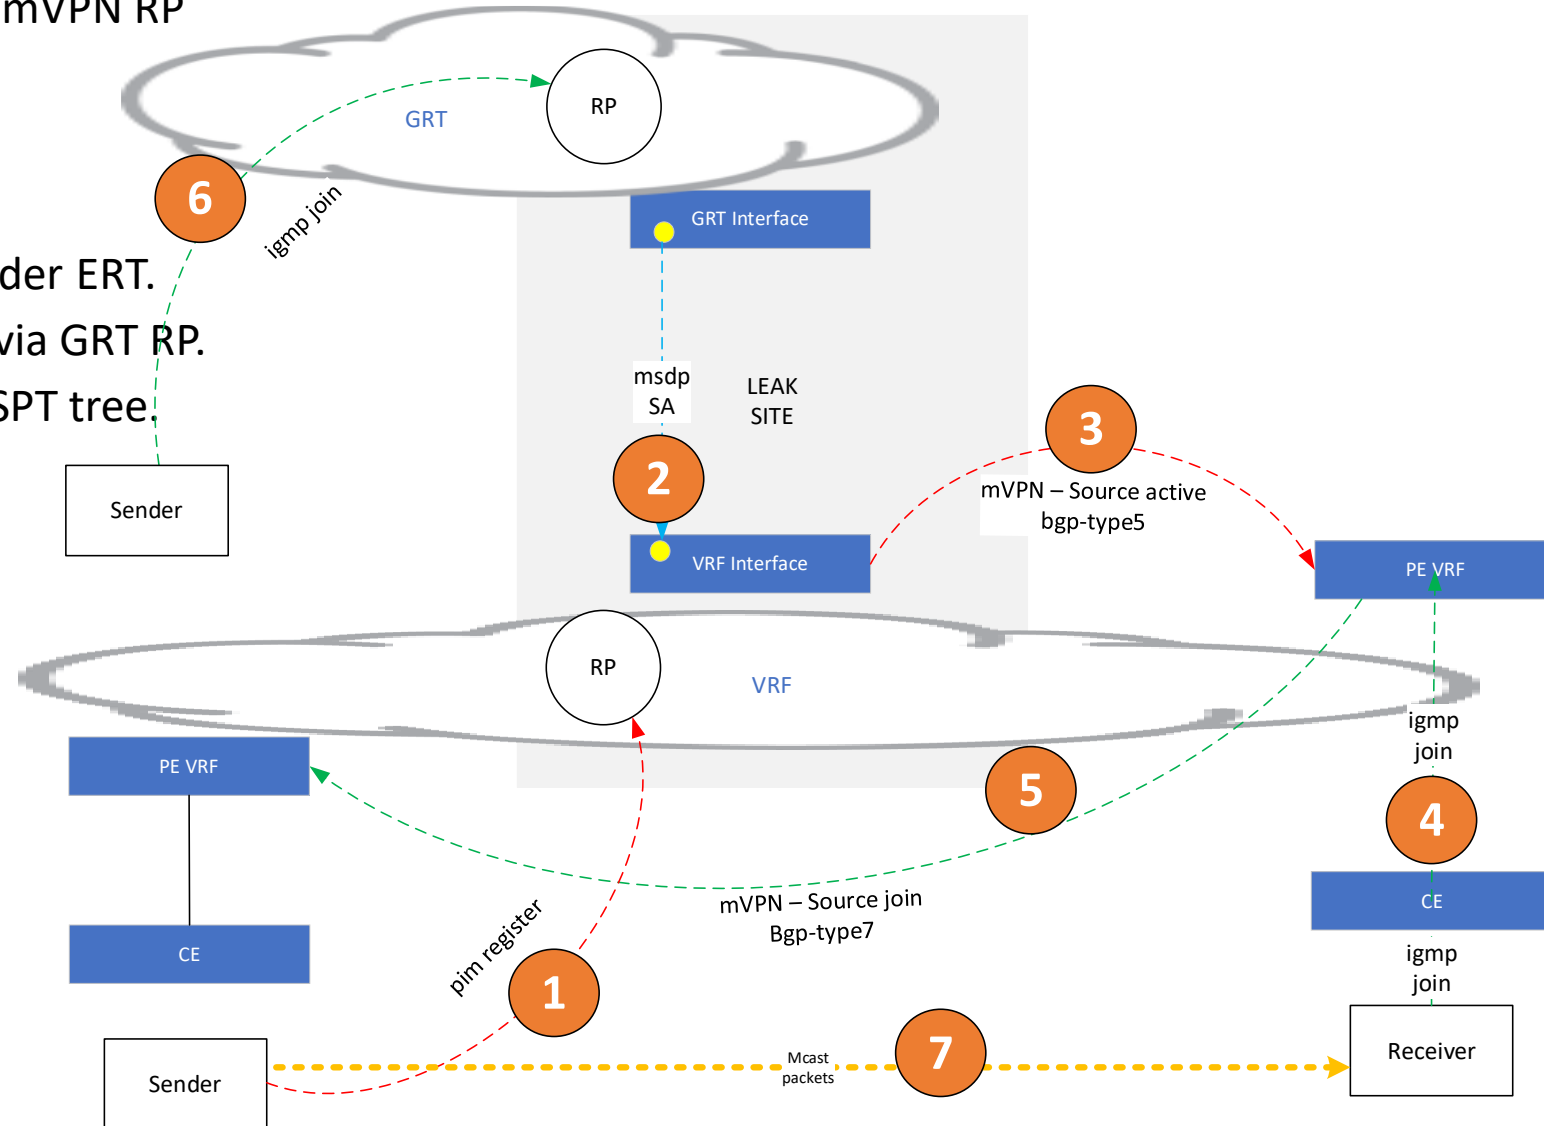 mVPN RP
RP
GRT
6
igmp join
GRT Interface
der ERT.
via GRT RP.
SPT tree.
msdp
SA
LEAK
SITE
2
3
mVPN – Source active
bgp-type5
Sender
VRF Interface
PE VRF
RP
VRF
igmp
join
PE VRF
5
4
CE
mVPN – Source join
Bgp-type7
pim register
CE
igmp
join
1
7
Mcast
packets
Receiver
Sender